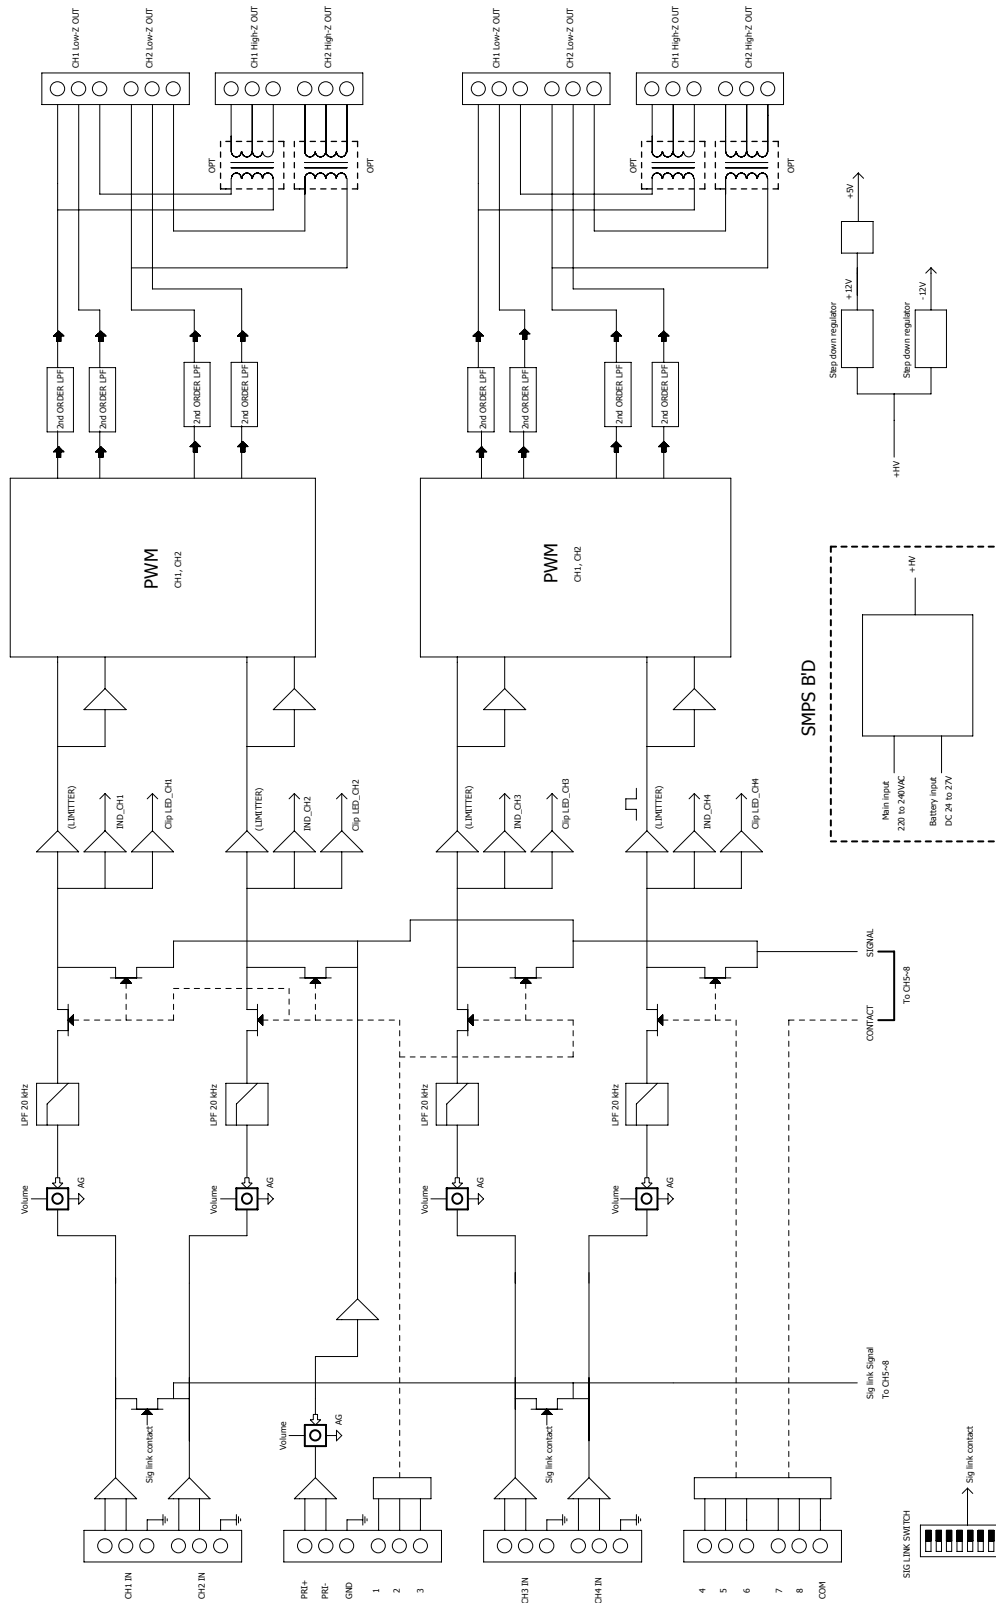 CH1 Low-Z OUT
CH2 Low-Z OUT
CH1 High-Z OUT
CH2 High-Z OUT
CH1 Low-Z OUT
CH2 Low-Z OUT
CH1 High-Z OUT
CH2 High-Z OUT
OPT
OPT
OPT
OPT
+5V
+12V
-12V
Step down regulator
Step down regulator
+HV
2nd ORDER LPF
2nd ORDER LPF
2nd ORDER LPF
2nd ORDER LPF
2nd ORDER LPF
2nd ORDER LPF
2nd ORDER LPF
2nd ORDER LPF
PWM
CH1, CH2
PWM
CH1, CH2
SMPS B'D
+HV
Main input
220 to 240VAC
Battery input
DC 24 to 27V
(LIMITTER)
IND_CH1
Clip LED_CH1
(LIMITTER)
IND_CH2
Clip LED_CH2
(LIMITTER)
IND_CH3
Clip LED_CH3
(LIMITTER)
IND_CH4
Clip LED_CH4
SIGNAL
CONTACT
To CH5~8
LPF 20 kHz
LPF 20 kHz
LPF 20 kHz
LPF 20 kHz
Volume
AG
Volume
AG
Volume
AG
Volume
AG
Volume
AG
Sig link Signal
To CH5~8
Sig link contact
Sig link contact
Sig link contact
SIG LINK SWITCH
CH1 IN
CH2 IN
PRI+
PRI-
GND
1
2
3
CH3 IN
CH4 IN
4
5
6
7
8
COM